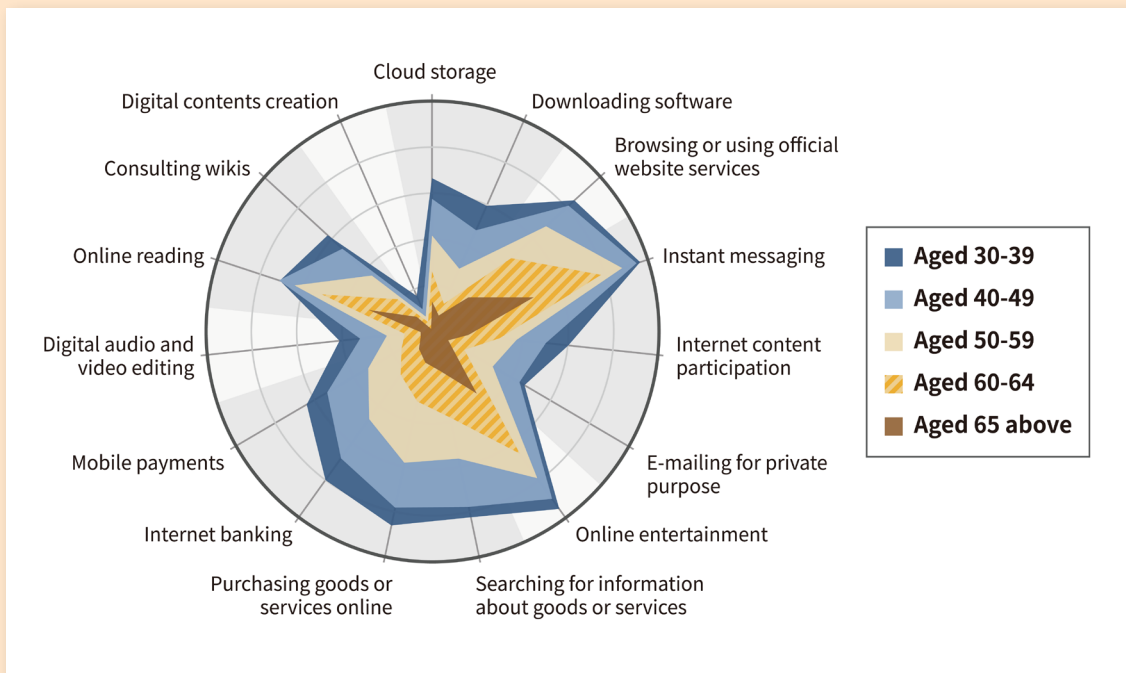 Cloud storage
Digital contents creation
Downloading software
Browsing or using official
website services
Consulting wikis
Online reading
Instant messaging
Digital audio and
video editing
Internet content
participation
Mobile payments
E-mailing for private
purpose
Internet banking
Online entertainment
Purchasing goods or
services online
Searching for information
about goods or services
Aged 30-39
Aged 40-49
Aged 50-59
Aged 60-64
Aged 65 above